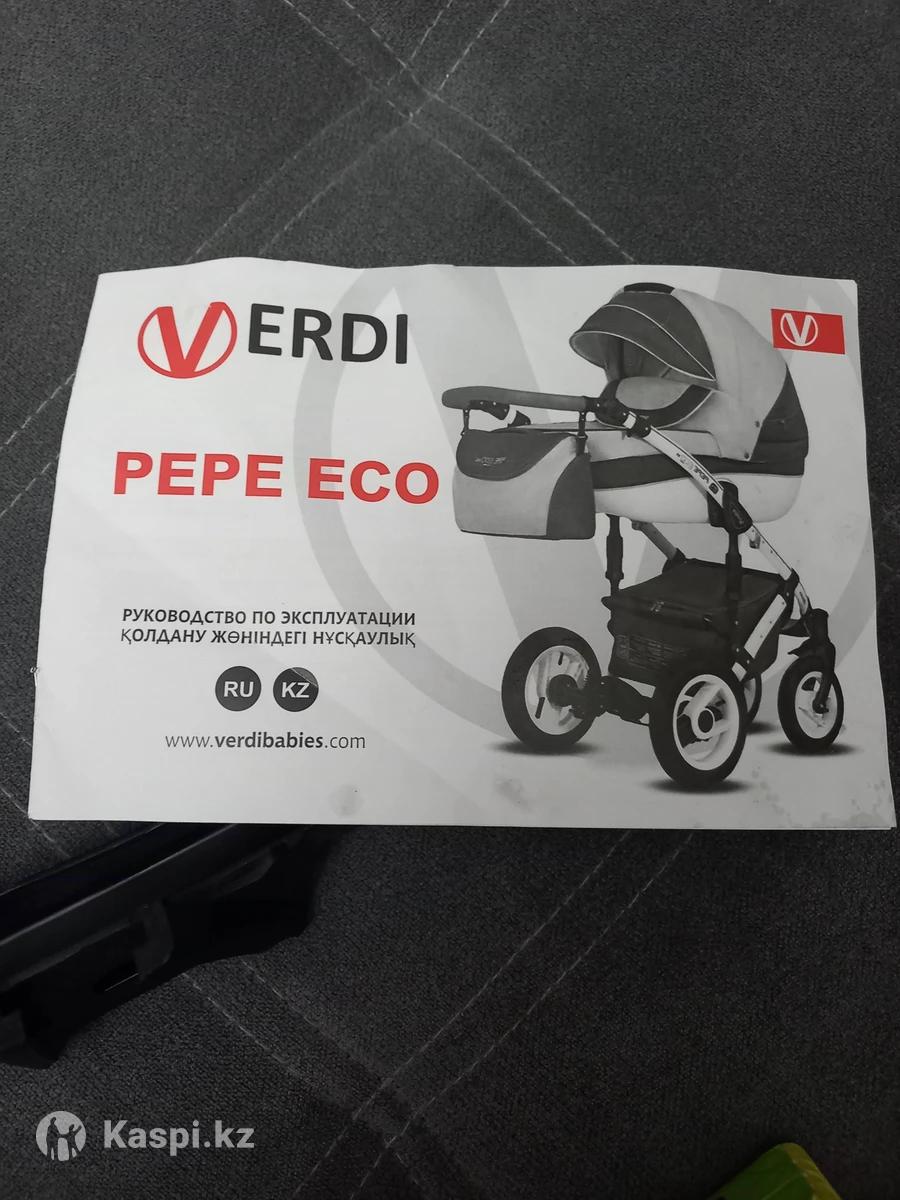 VERDI
PEPE ECO
РУКОВОДСТВО ПО ЭКСПЛУАТАЦИИ
ҚОЛДАНУ ЖӨНІНДЕГІ НҰСҚАУЛЫҚ
RU KZ
www.verdibabies.com
Kaspi.kz